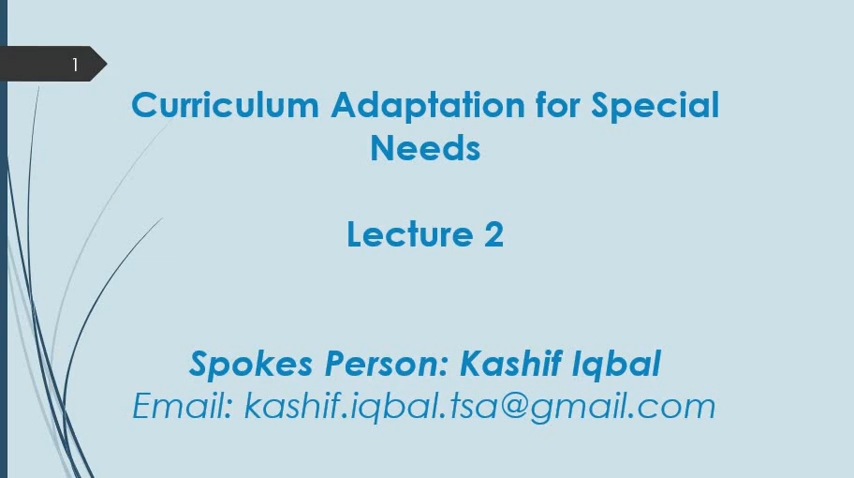 1
Curriculum Adaptation for Special
Needs
Lecture 2
Spokes Person: Kashif Iqbal
Email: kashif.iqbal.tsa@gmail.com